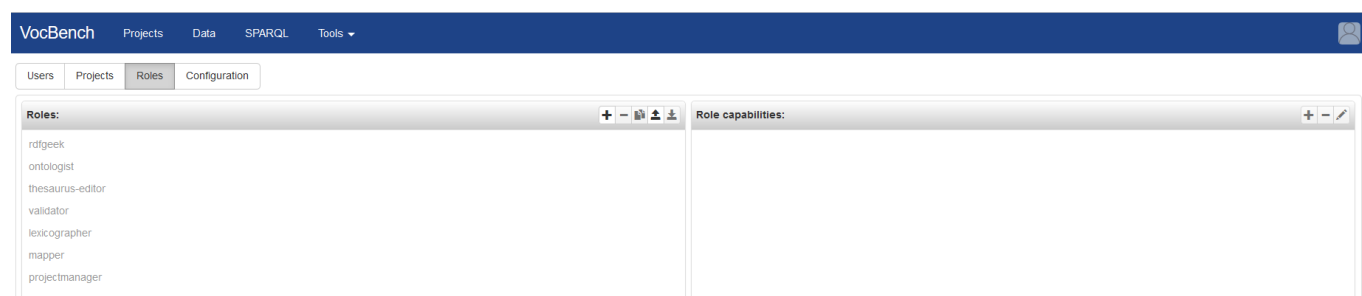 VocBench Projects Data SPARQL Tools
Users Projects Roles Configuration
Roles:
rdfgeek
ontologist
thesaurus-editor
validator
lexicographer
mapper
projectmanager
Role capabilities: